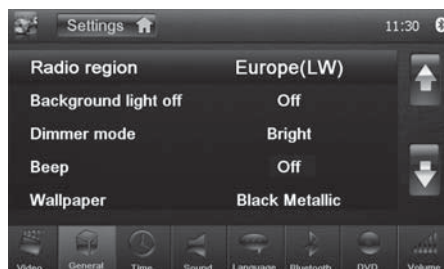 Settings 11:30
Radio region Europe(LW)
Background light off Off
Dimmer mode Bright
Beep Off
Wallpaper Black Metallic
Video General Time Sound Language Bluetooth DVD Volume